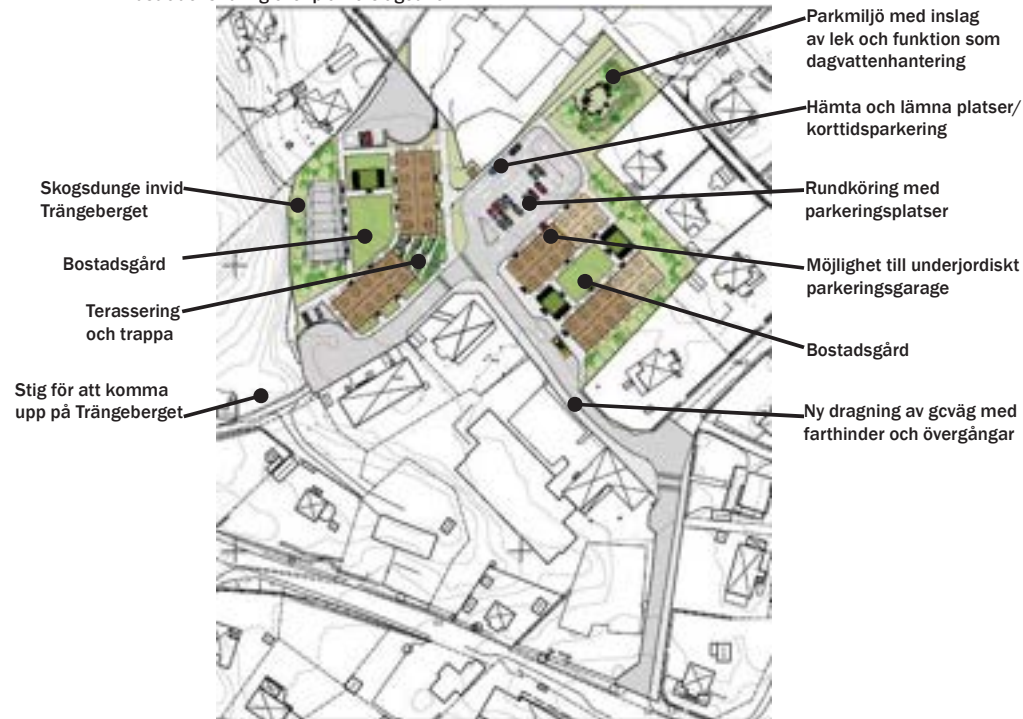 Parkmiljö med inslag
av lek och funktion som
dagvattenhantering
Hämta och lämna platser/
korttidsparkering
Skogsdunge invid
Trängeberget
Rundköring med
parkeringsplatser
Bostadsgård
Möjlighet till underjordiskt
parkeringsgarage
Terassering
och trappa
Bostadsgård
Stig för att komma
upp på Trängeberget
Ny dragning av gcväg med
farthinder och övergångar